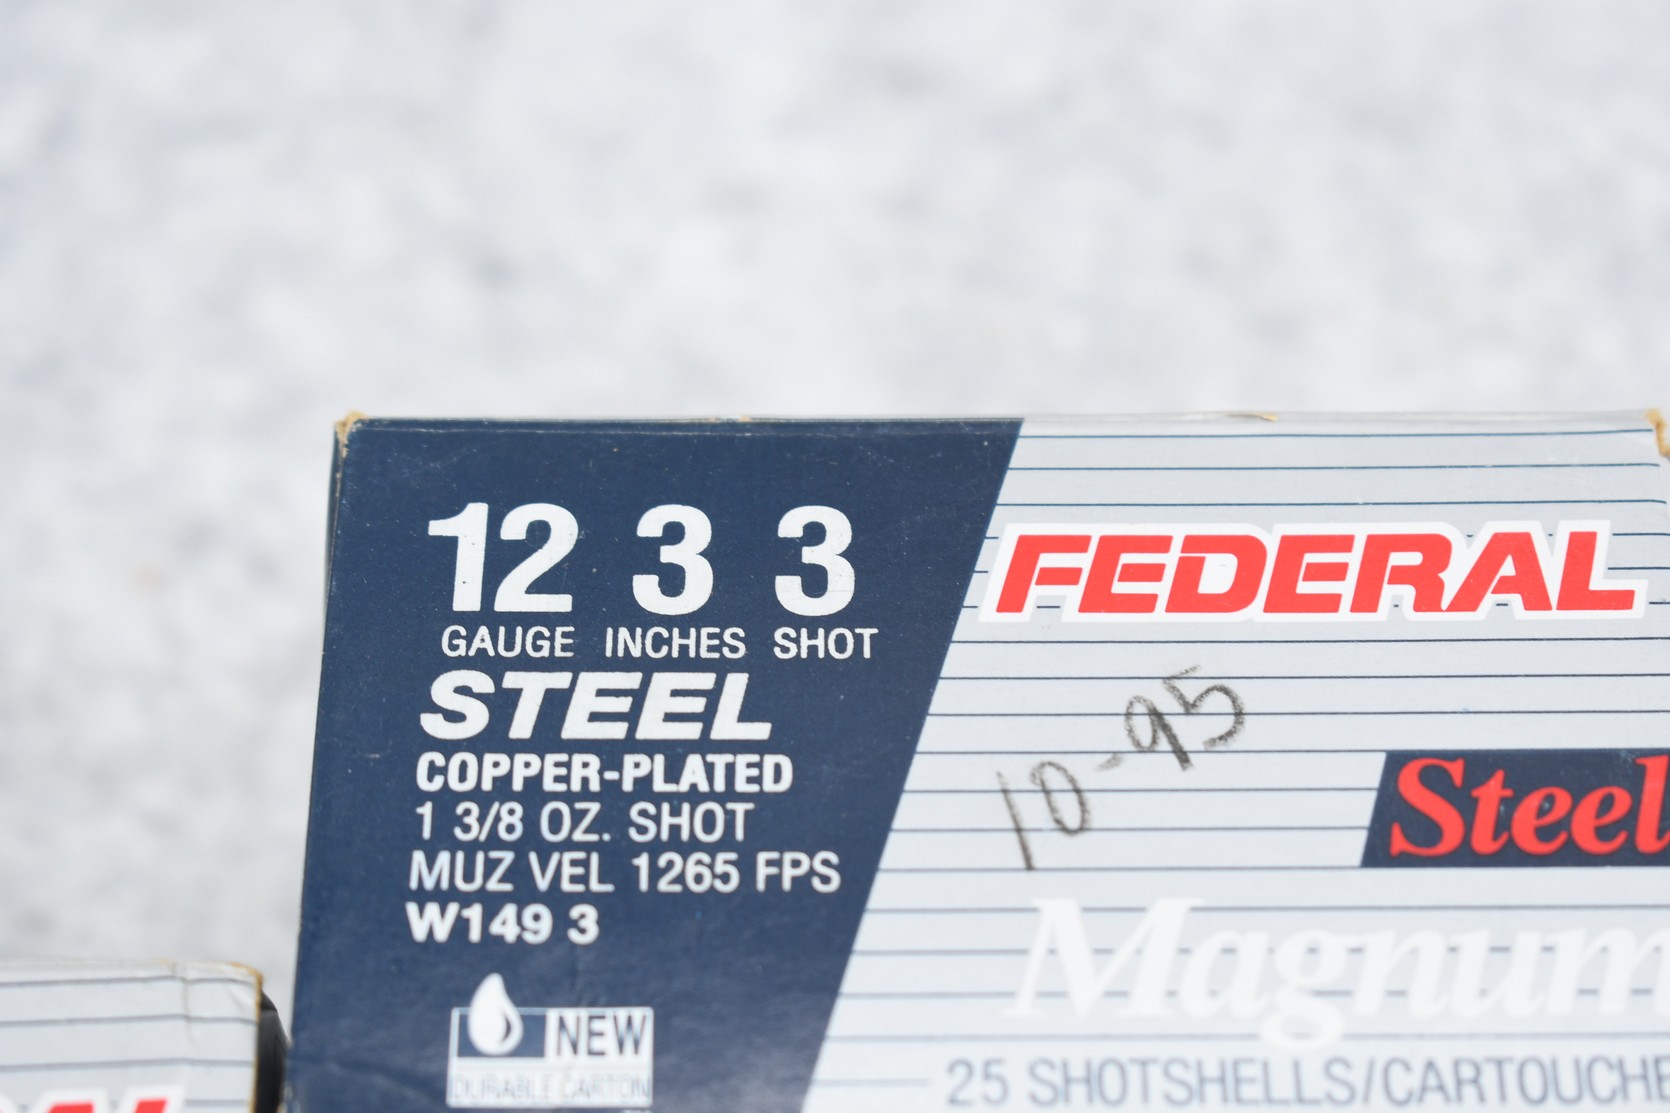 12 3 3
GAUGE INCHES SHOT
STEEL
COPPER-PLATED
1 3/8 OZ. SHOT
MUZ VEL 1265 FPS
W149 3
NEW
DURABLE CARTON
FEDERAL
10-95
Steel
Magnum
25 SHOTSHELLS/CARTOUCHE